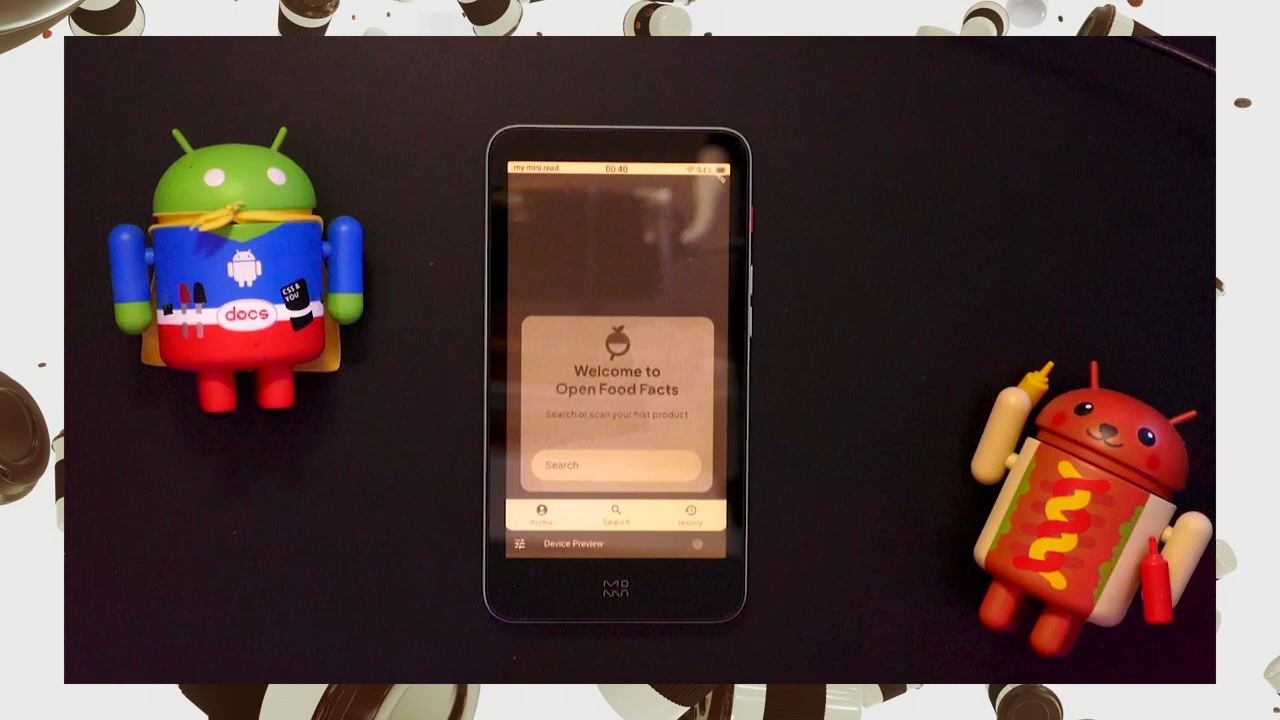 my mini read
00:40
94%
CSS &
YOU
docs
Welcome to
Open Food Facts
Search or scan your first product
Search
Profile
Search
History
Device Preview